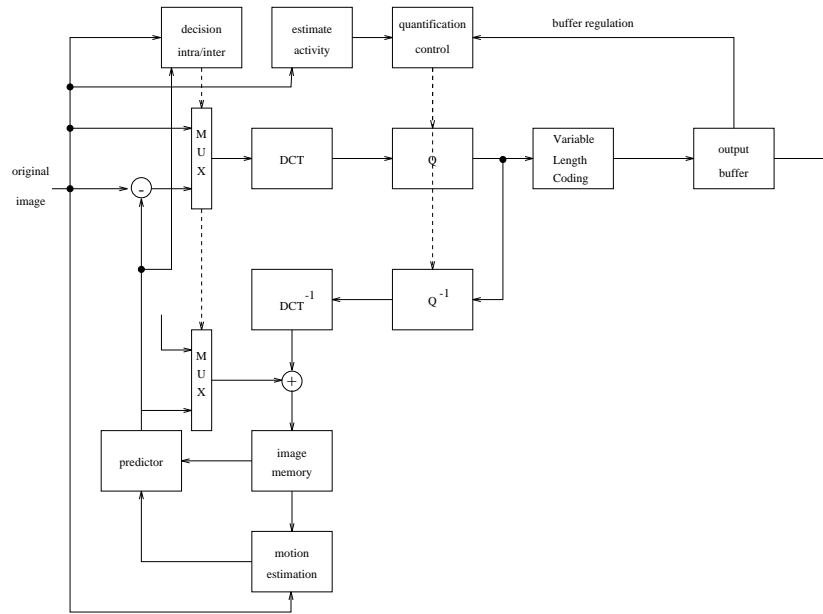 decision
intra/inter
estimate
activity
quantification
control
buffer regulation
M
U
X
DCT
Q
Variable
Length
Coding
output
buffer
original
image
-
DCT -1
Q -1
M
U
X
+
predictor
image
memory
motion
estimation